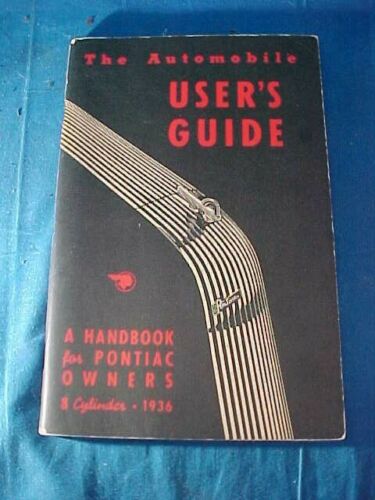 The Automobile
USER'S
GUIDE
A HANDBOOK
for PONTIAC
OWNERS
8 Cylinder • 1936